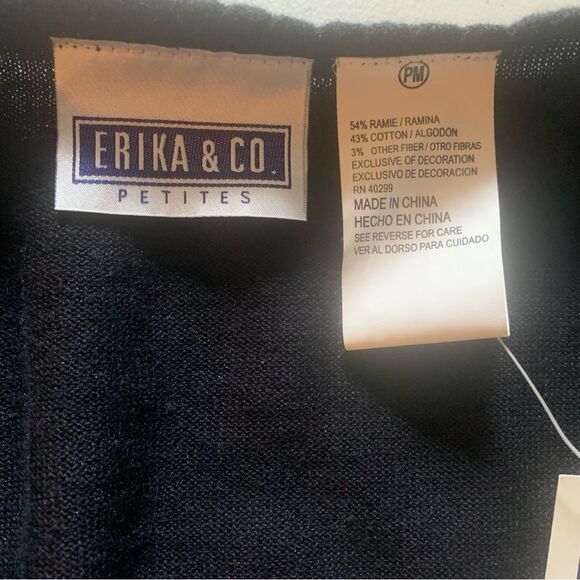 ERIKA & CO.
PETITES
PM
54% RAMIE / RAMINA
43% COTTON / ALGODON
3% OTHER FIBER / OTRO FIBRAS
EXCLUSIVE OF DECORATION
EXCLUSIVO DE DECORACION
RN 40299
MADE IN CHINA
HECHO EN CHINA
SEE REVERSE FOR CARE
VER AL DORSO PARA CUIDADO